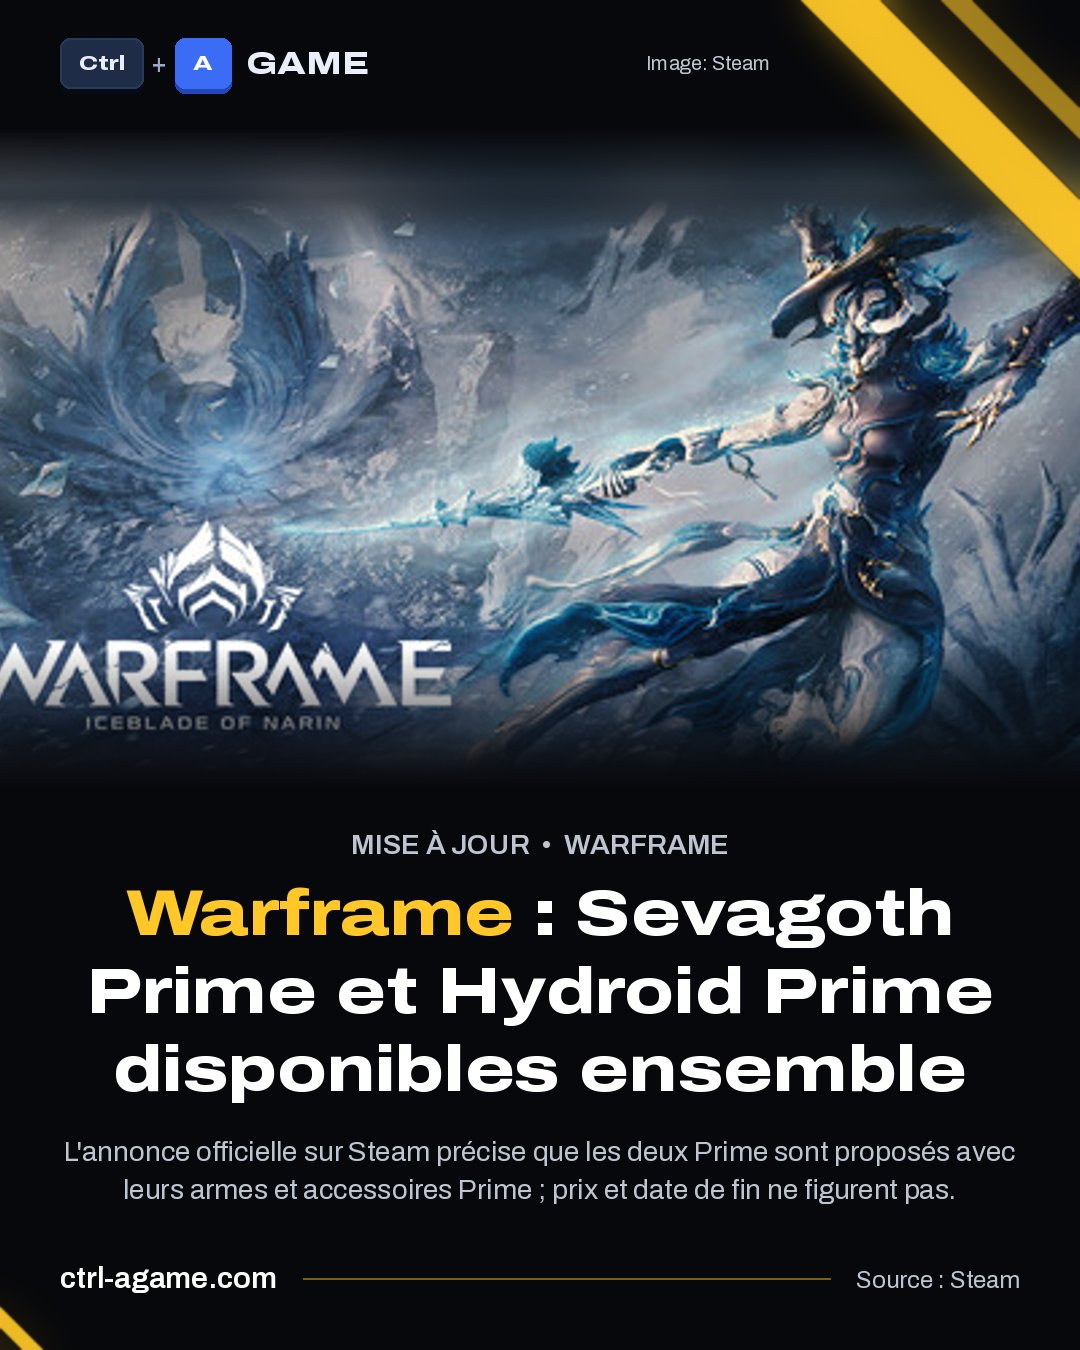 Ctrl + A GAME
Image: Steam
WARFRAME
ICEBLADE OF NARIN
MISE À JOUR • WARFRAME
Warframe : Sevagoth
Prime et Hydroid Prime
disponibles ensemble
L'annonce officielle sur Steam précise que les deux Prime sont proposés avec
leurs armes et accessoires Prime ; prix et date de fin ne figurent pas.
ctrl-agame.com
Source : Steam